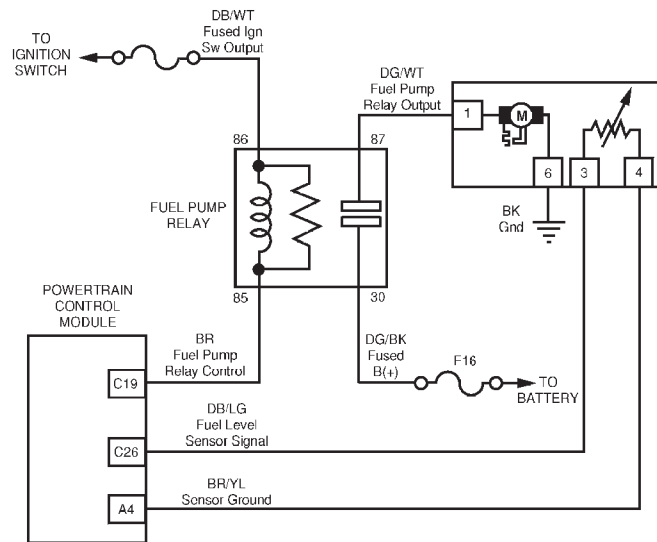 DB/WT
Fused Ign
Sw Output
TO
IGNITION
SWITCH
DG/WT
Fuel Pump
Relay Output
1
M
86
87
6
3
4
FUEL PUMP
RELAY
BK
Gnd
85
30
POWERTRAIN
CONTROL
MODULE
BR
Fuel Pump
Relay Control
DG/BK
Fused
B(+)
F16
TO
BATTERY
C19
DB/LG
Fuel Level
Sensor Signal
C26
BR/YL
Sensor Ground
A4